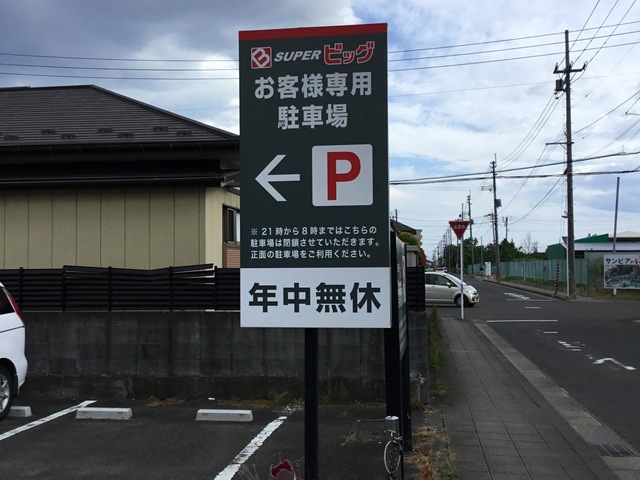 SUPER ビッグ
お客様専用
駐車場
P
※21時から8時まではこちらの
駐車場は閉鎖させていただきます。
正面の駐車場をご利用ください。
年中無休